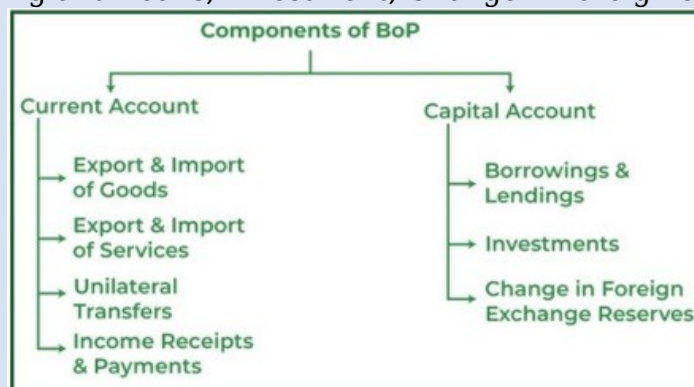 Components of BoP
Current Account
Export & Import
of Goods
Export & Import
of Services
Unilateral
Transfers
Income Receipts
& Payments
Capital Account
Borrowings &
Lendings
Investments
Change in Foreign
Exchange Reserves